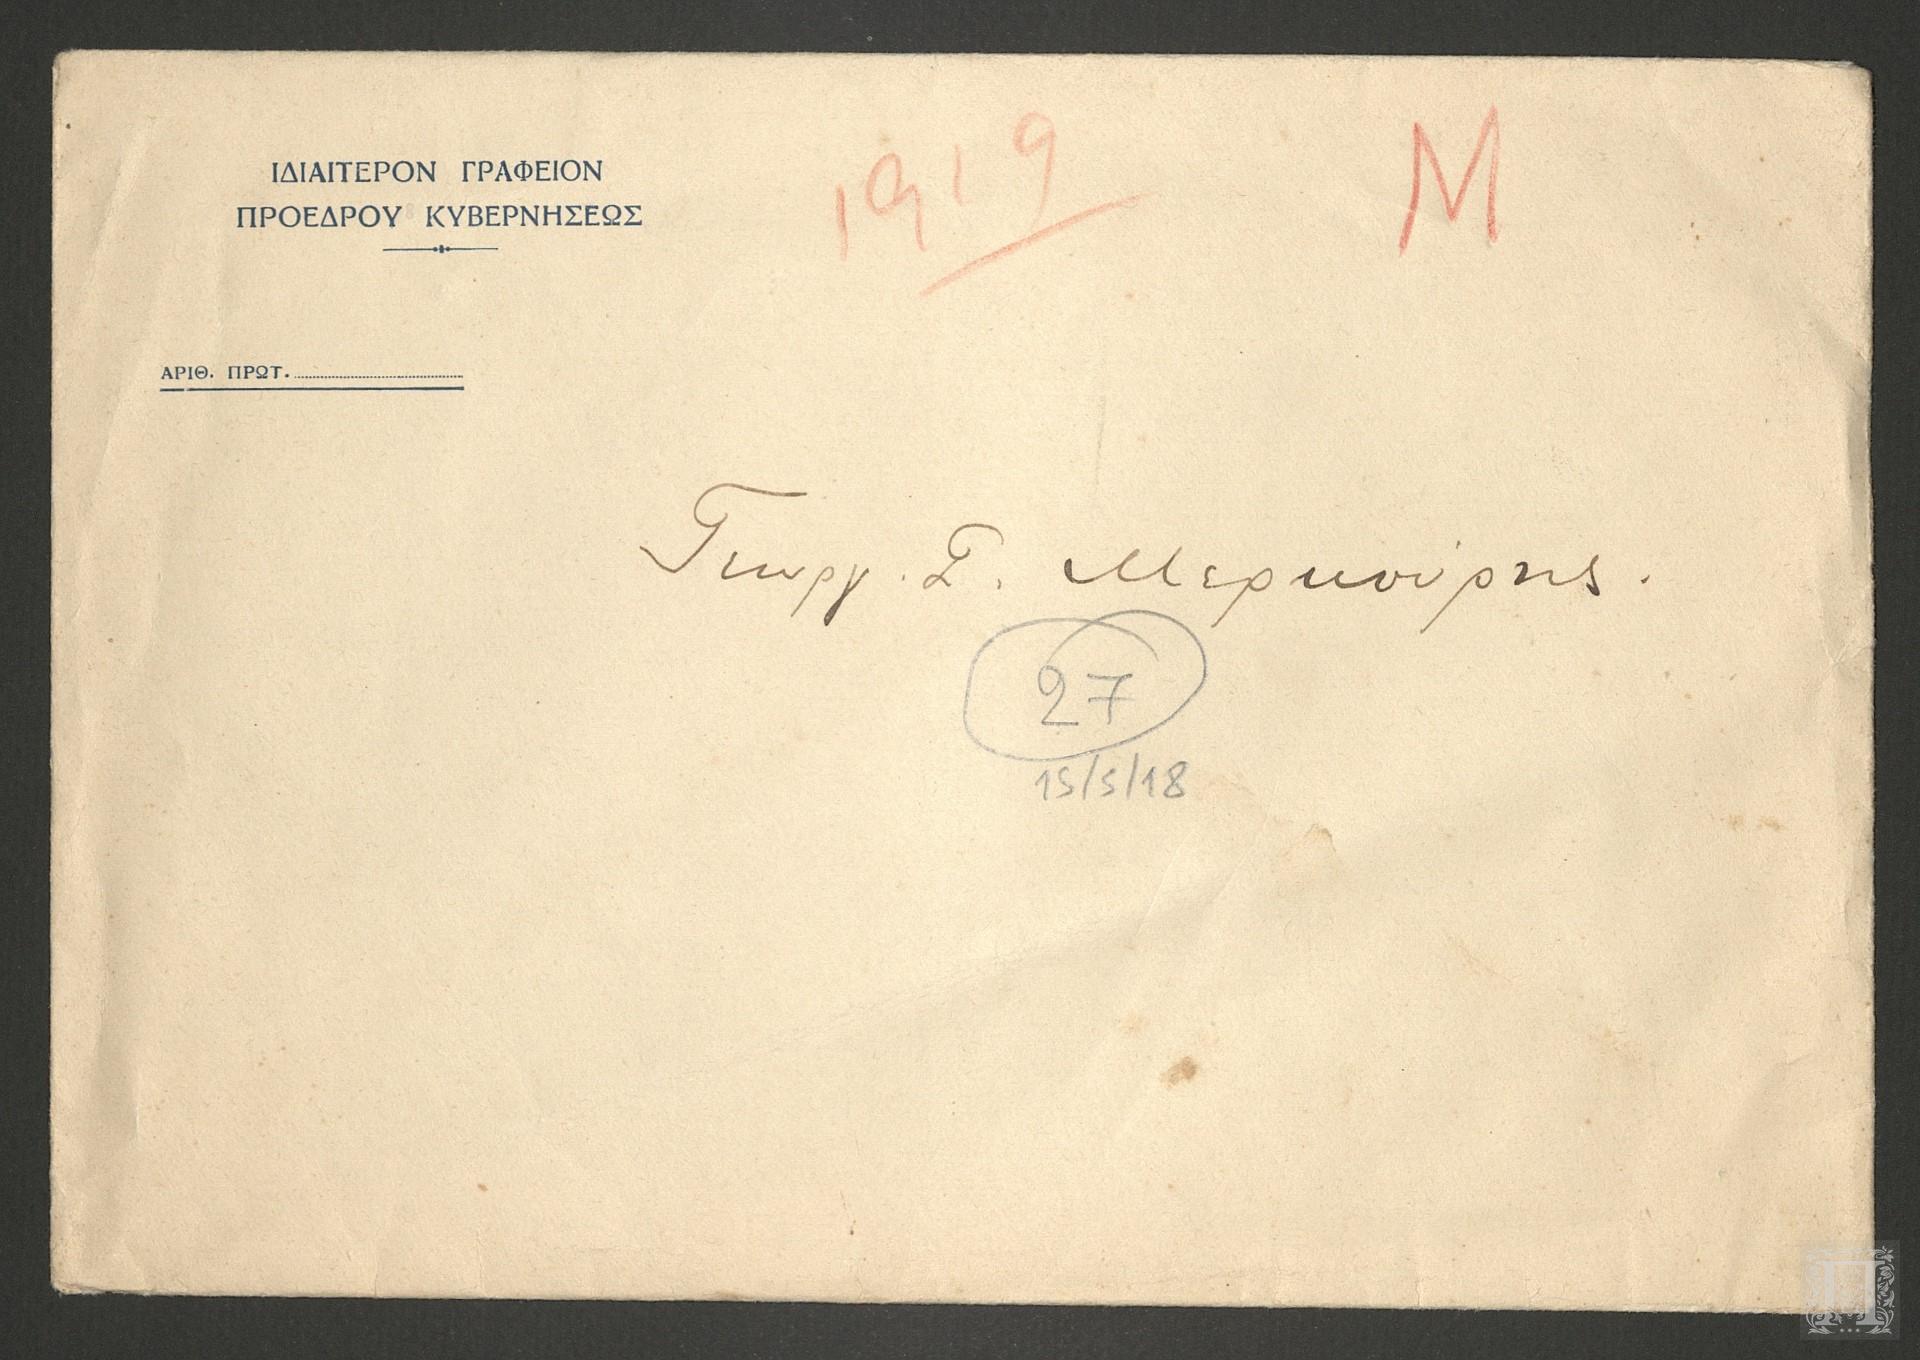 ΙΔΙΑΙΤΕΡΟΝ ΓΡΑΦΕΙΟΝ
ΠΡΟΕΔΡΟΥ ΚΥΒΕΡΝΗΣΕΩΣ
1919
Μ
ΑΡΙΘ. ΠΡΩΤ.
Γεωργ. Σ. Μερκούρης.
27
15/5/18